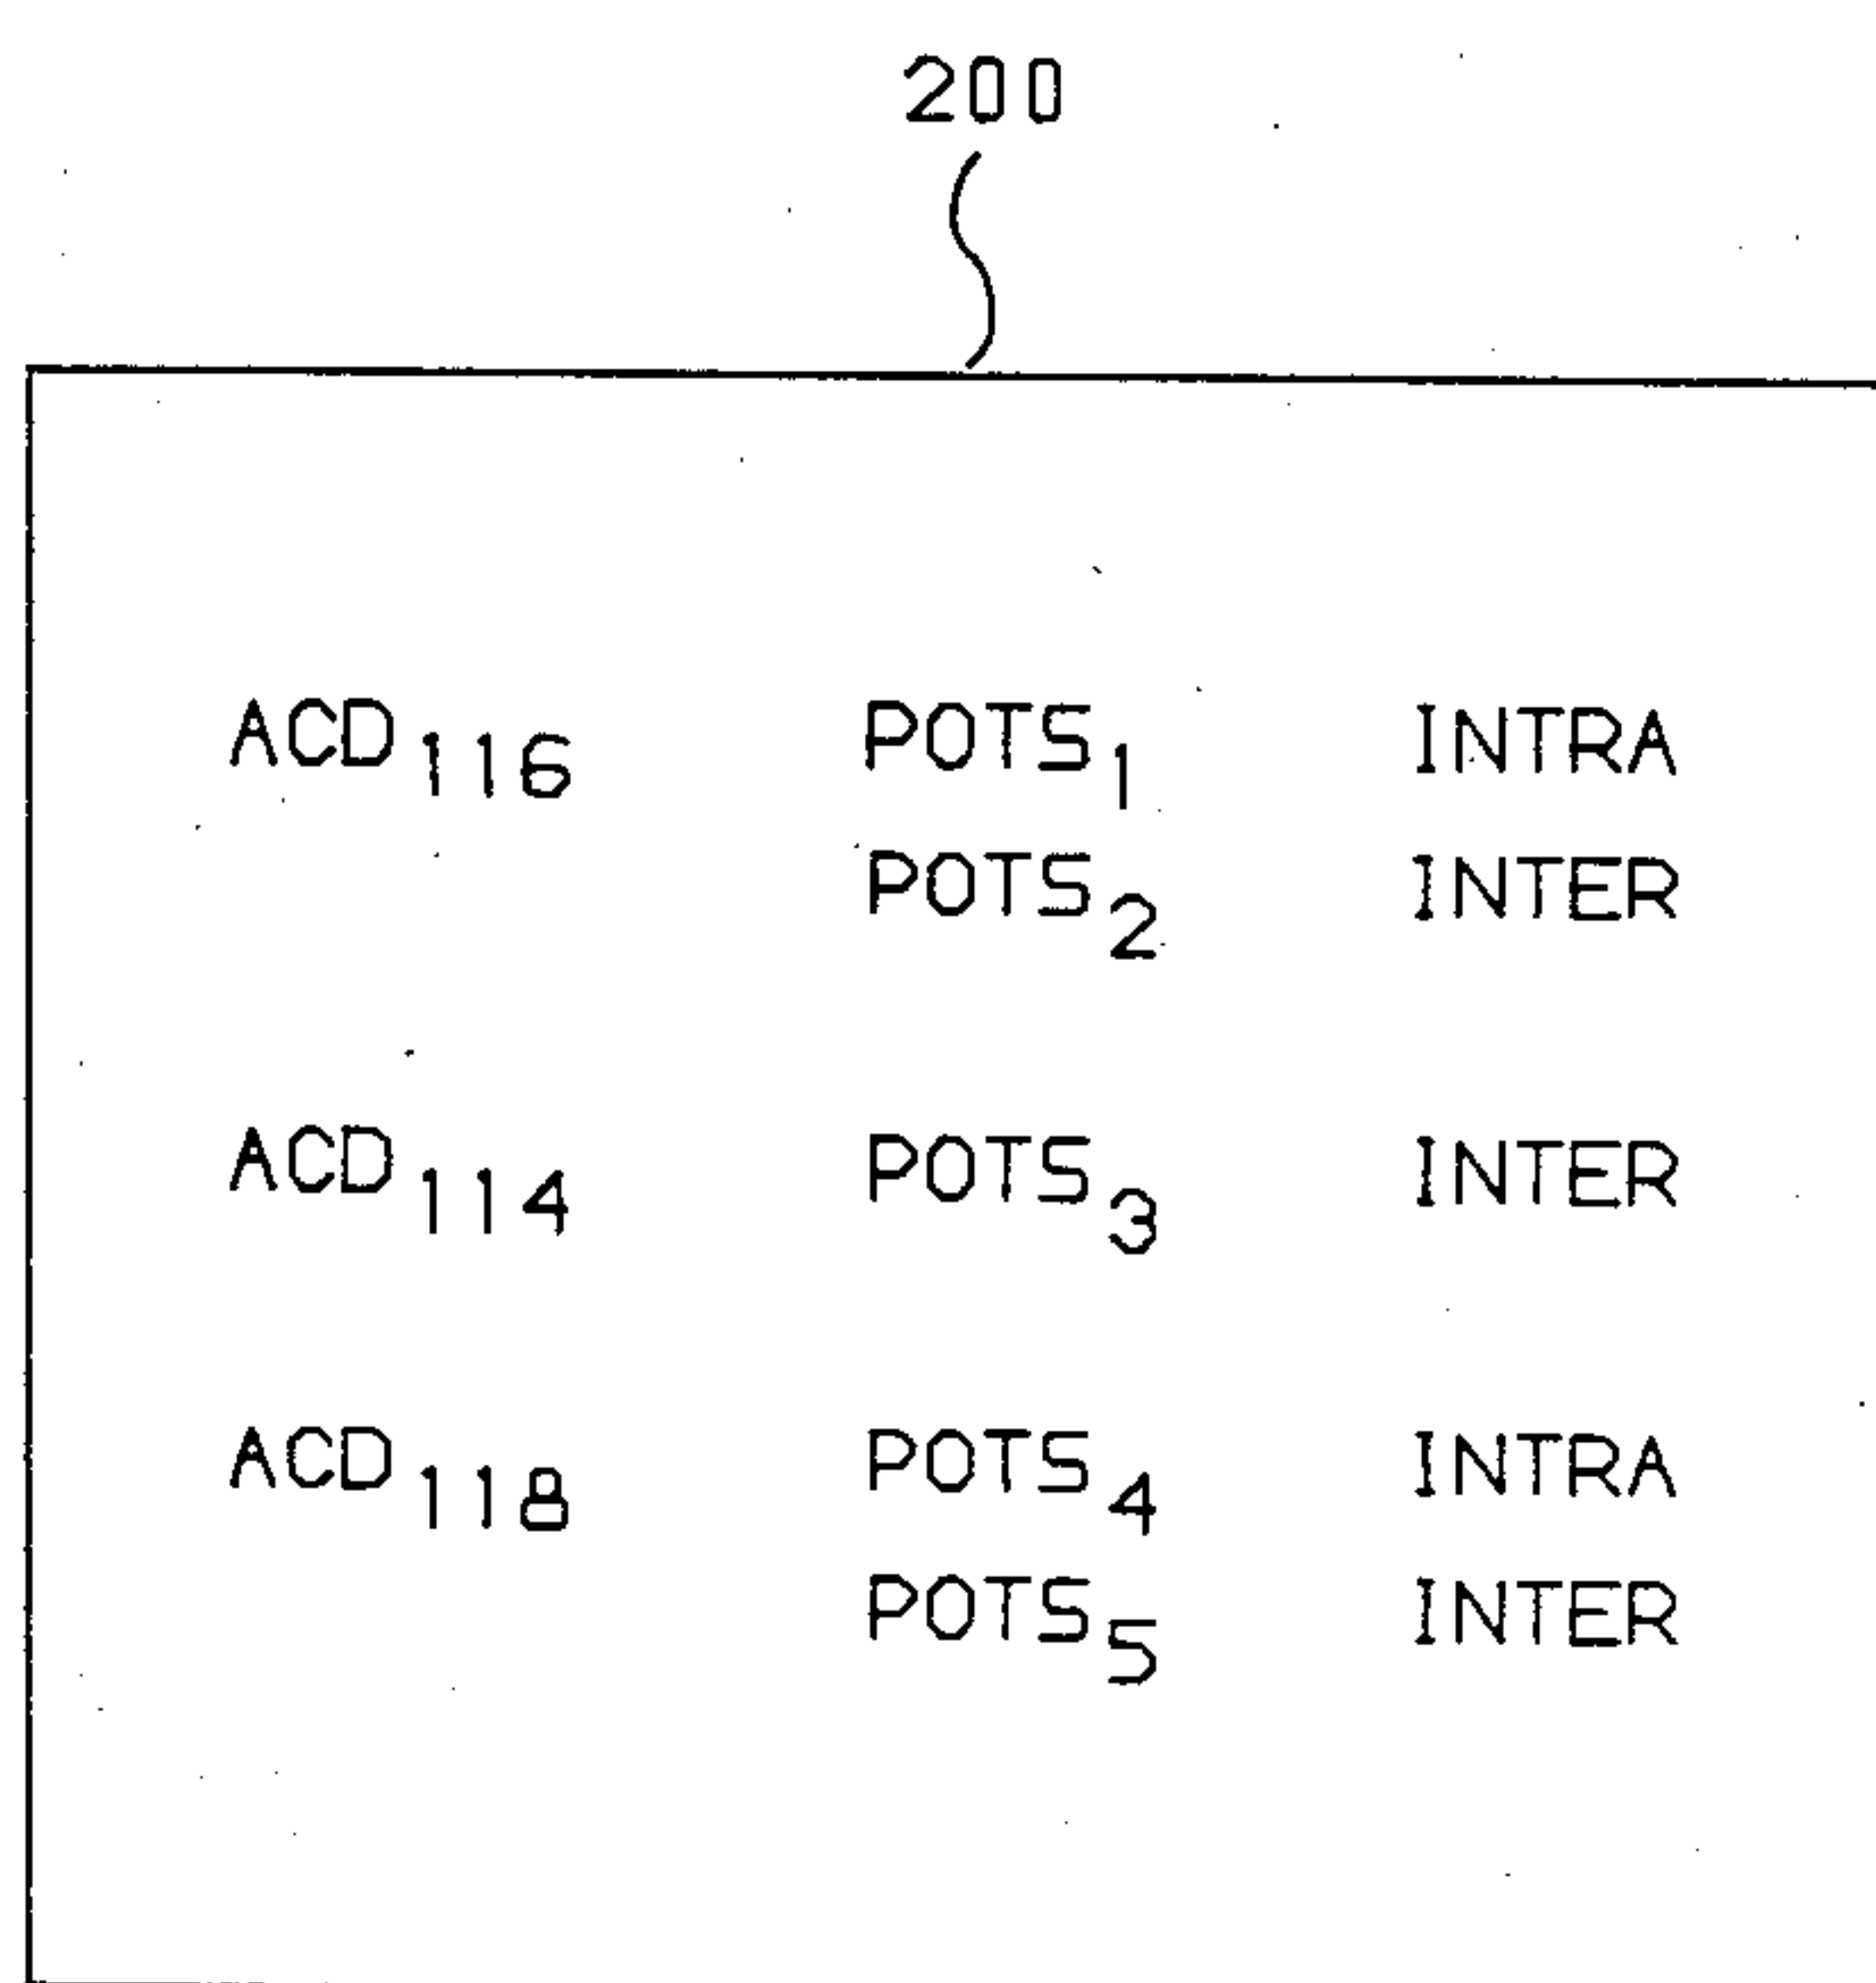 200
ACD₁₁₆ POTS₁ INTRA
POTS₂ INTER
ACD₁₁₄ POTS₃ INTER
ACD₁₁₈ POTS₄ INTRA
POTS₅ INTER